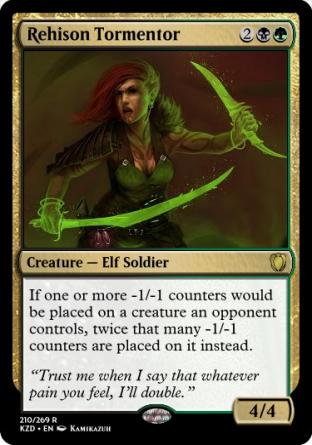 Rehison Tormentor 2
Creature — Elf Soldier
If one or more -1/-1 counters would
be placed on a creature an opponent
controls, twice that many -1/-1
counters are placed on it instead.
“Trust me when I say that whatever
pain you feel, I’ll double.”
4/4
210/269 R
KZD • EN Kamikazuh